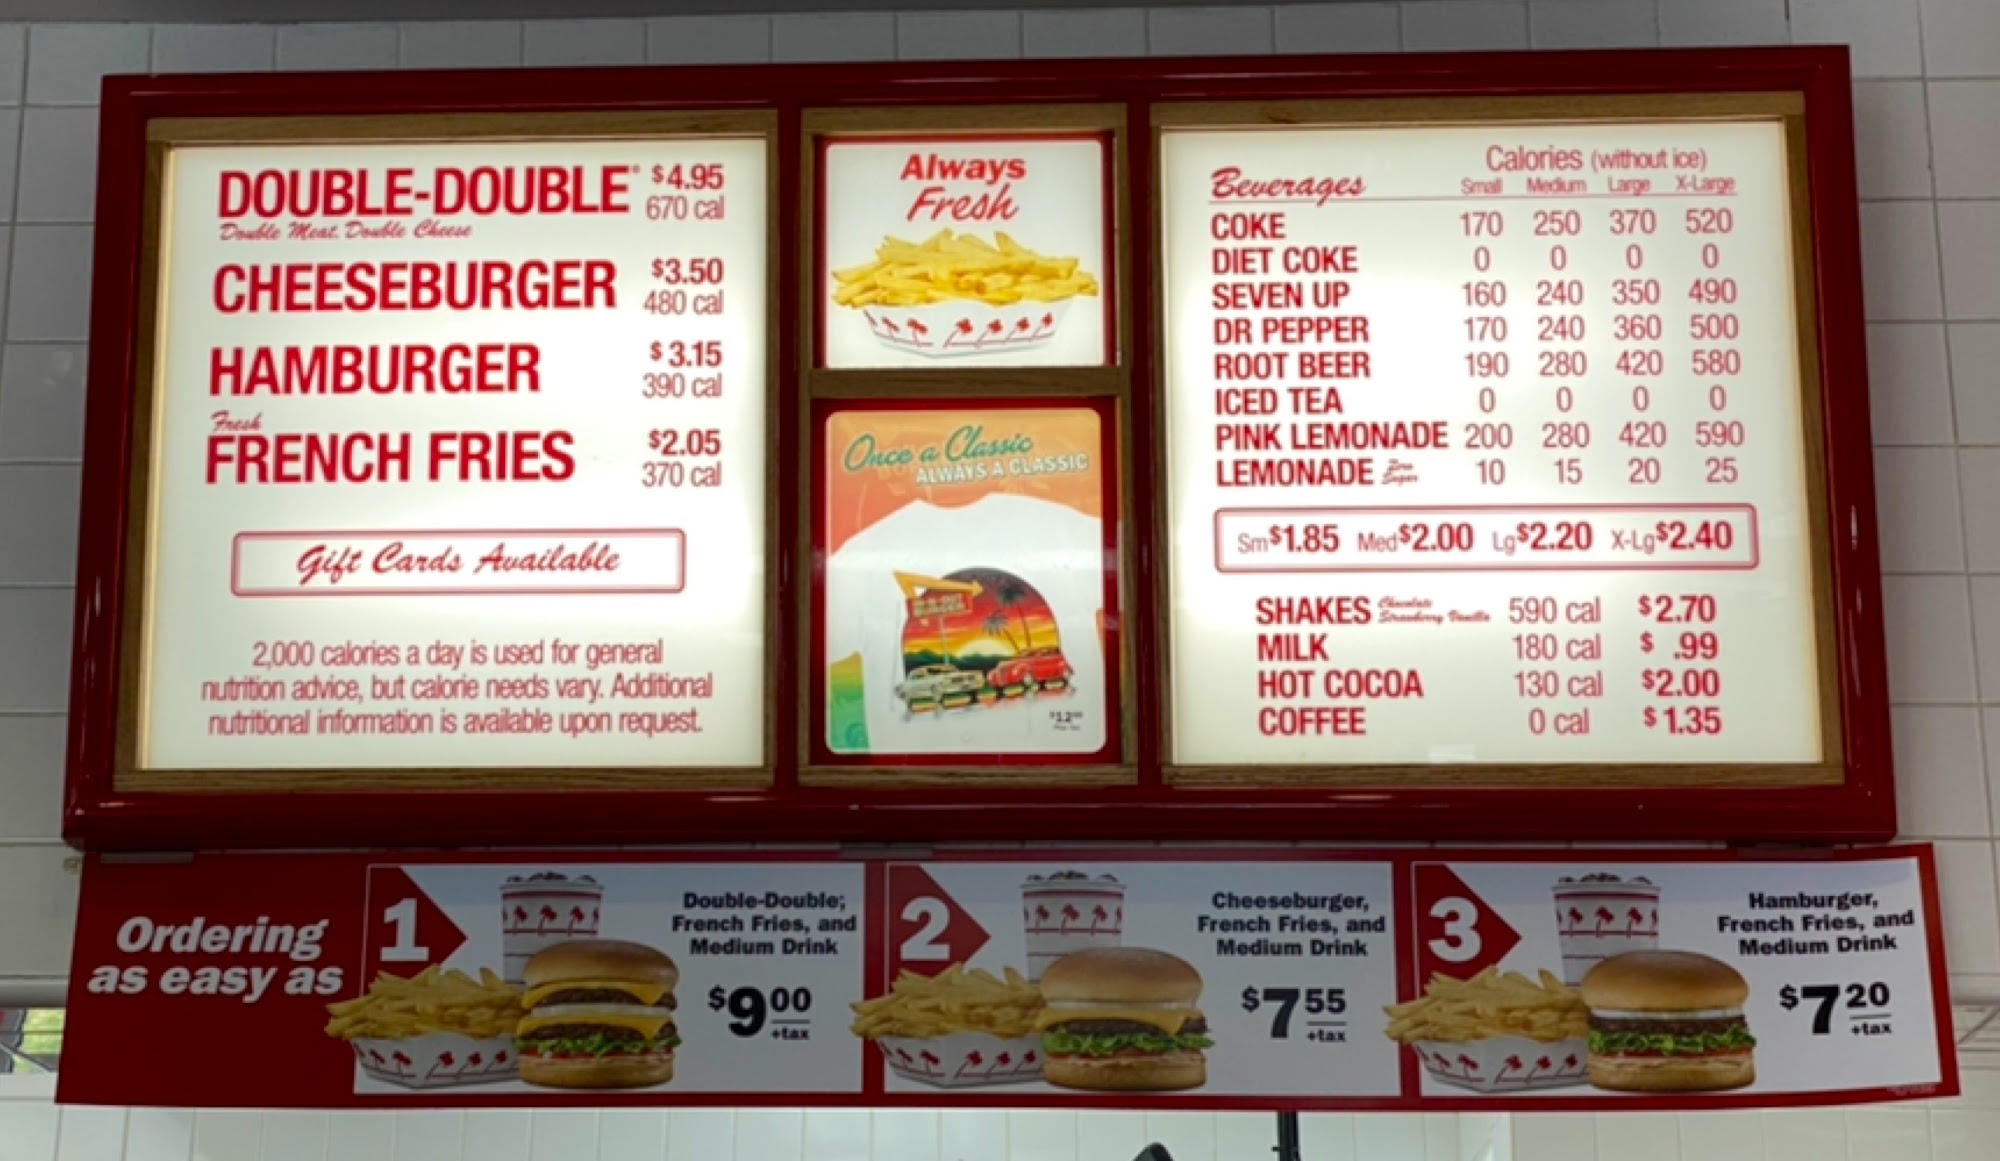 DOUBLE-DOUBLE® $4.95
Double Meat. Double Cheese 670 cal
CHEESEBURGER $3.50
480 cal
HAMBURGER $3.15
390 cal
Fresh
FRENCH FRIES $2.05
370 cal
Gift Cards Available
2,000 calories a day is used for general
nutrition advice, but calorie needs vary. Additional
nutritional information is available upon request.
Always
Fresh
Once a Classic
ALWAYS A CLASSIC
BURGER
$12
Calories (without ice)
Beverages Small Medium Large X-Large
COKE 170 250 370 520
DIET COKE 0 0 0 0
SEVEN UP 160 240 350 490
DR PEPPER 170 240 360 500
ROOT BEER 190 280 420 580
ICED TEA 0 0 0 0
PINK LEMONADE 200 280 420 590
LEMONADE Zero Sugar 10 15 20 25
Sm $1.85 Med $2.00 Lg $2.20 X-Lg $2.40
SHAKES Chocolate Strawberry Vanilla 590 cal $2.70
MILK 180 cal $ .99
HOT COCOA 130 cal $2.00
COFFEE 0 cal $1.35
Ordering
as easy as
1
Double-Double,
French Fries, and
Medium Drink
$9 00
+tax
2
Cheeseburger,
French Fries, and
Medium Drink
$7 55
+tax
3
Hamburger,
French Fries, and
Medium Drink
$7 20
+tax